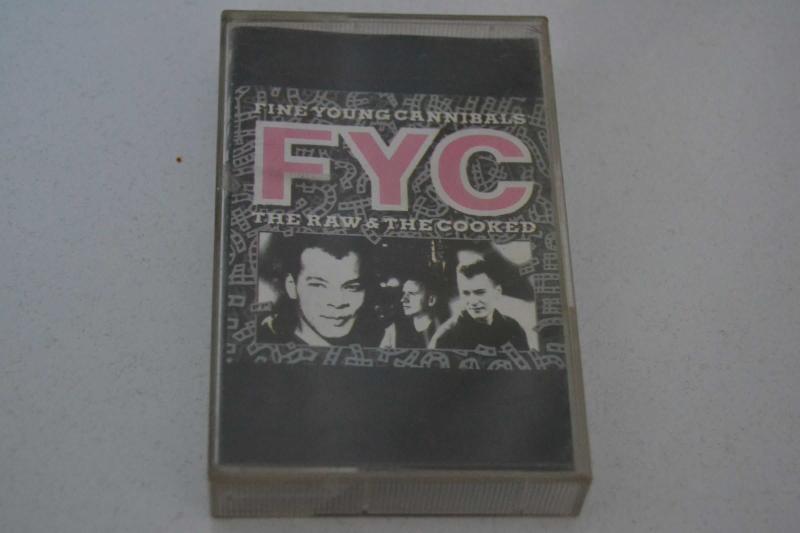 FINE YOUNG CANNIBALS
FYC
THE RAW & THE COOKED